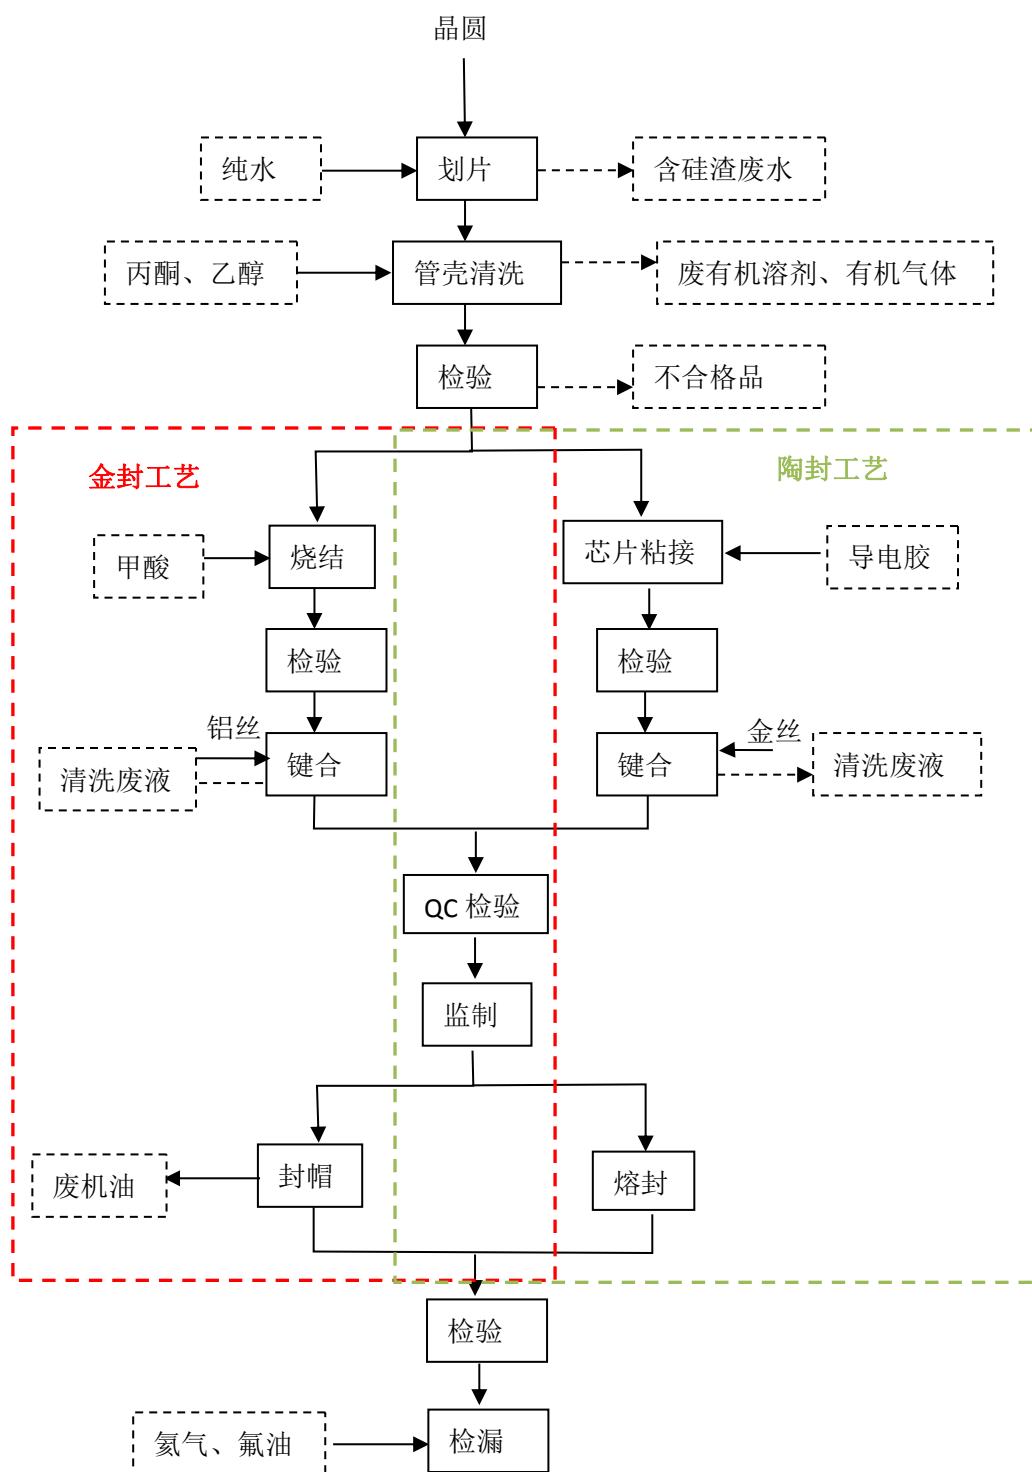 晶圆
纯水
划片
含硅渣废水
丙酮、乙醇
管壳清洗
废有机溶剂、有机气体
检验
不合格品
金封工艺
陶封工艺
甲酸
烧结
芯片粘接
导电胶
检验
检验
铝丝
金丝
清洗废液
键合
键合
清洗废液
QC 检验
监制
废机油
封帽
熔封
检验
氦气、氟油
检漏